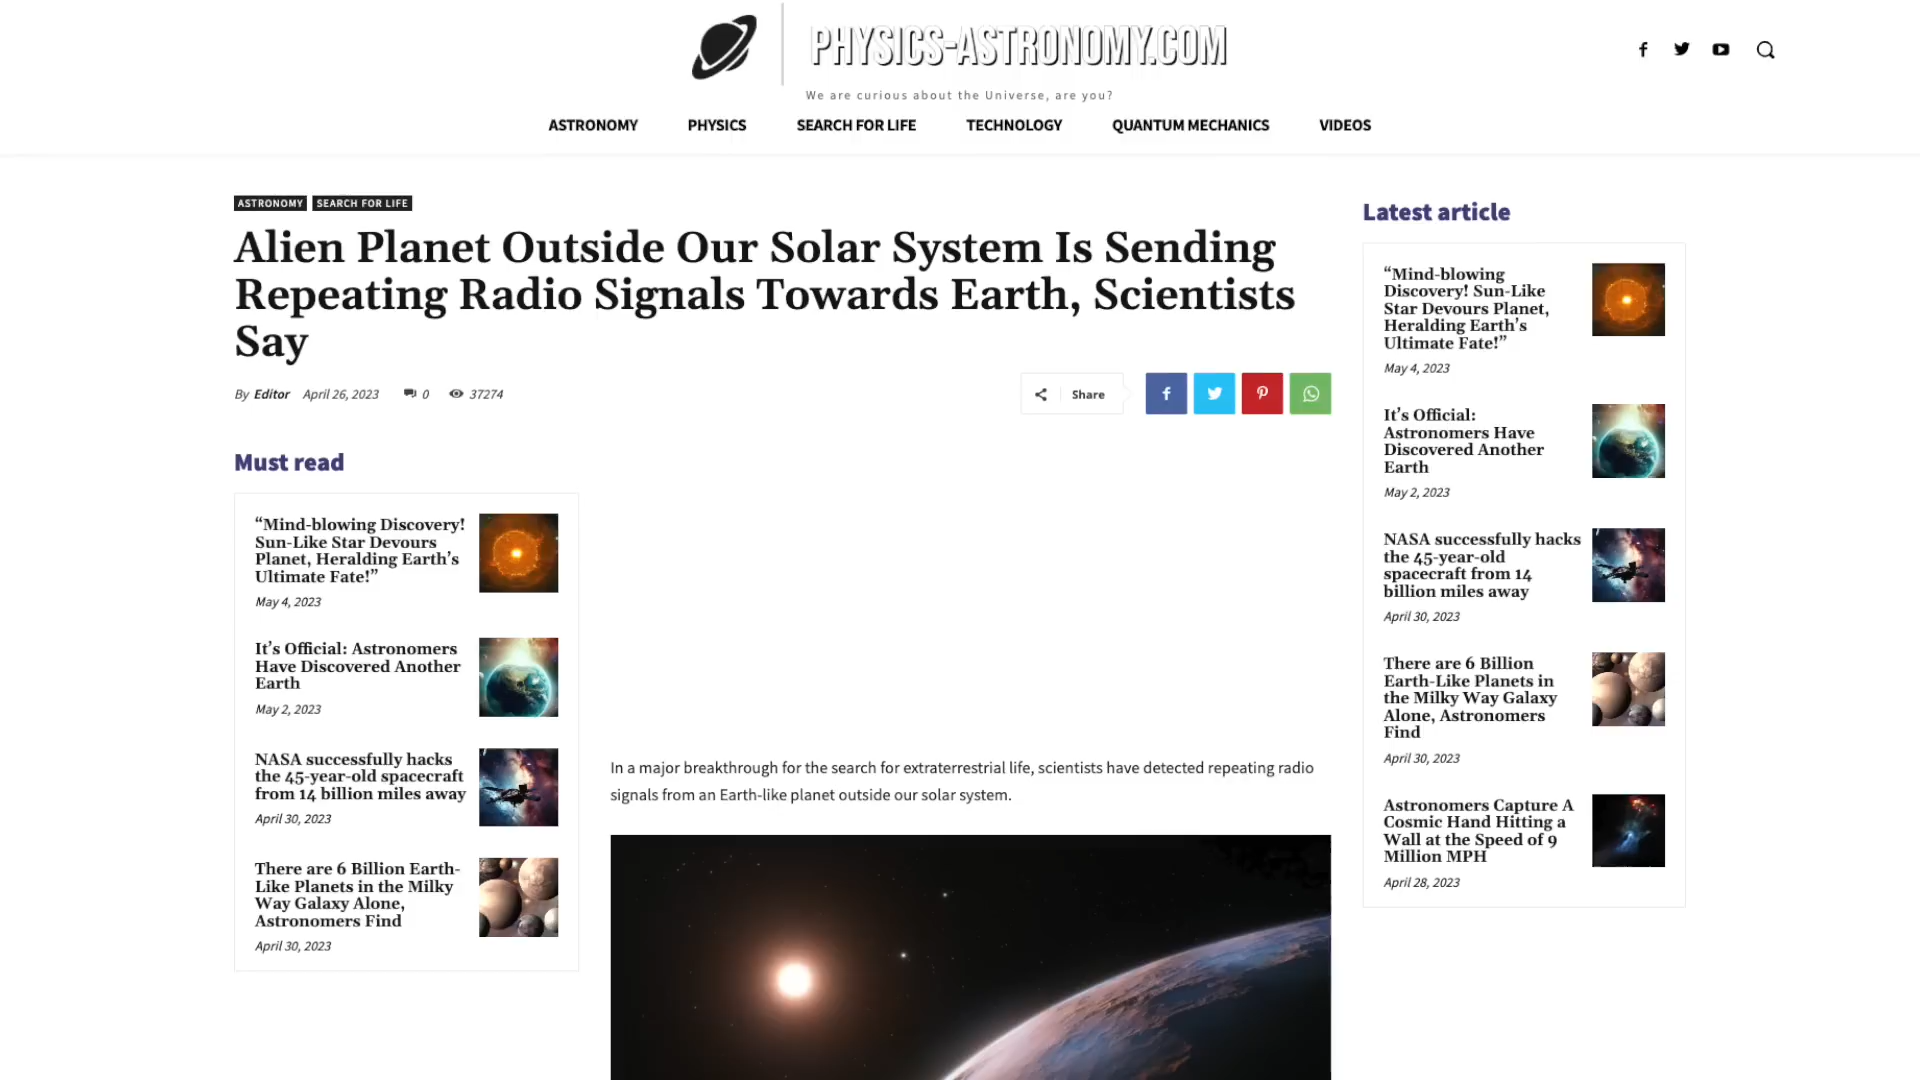 PHYSICS-ASTRONOMY.COM
We are curious about the Universe, are you?
ASTRONOMY PHYSICS SEARCH FOR LIFE TECHNOLOGY QUANTUM MECHANICS VIDEOS
ASTRONOMY SEARCH FOR LIFE
Alien Planet Outside Our Solar System Is Sending
Repeating Radio Signals Towards Earth, Scientists
Say
By Editor April 26, 2023 0 37274
Share
Must read
“Mind-blowing Discovery!
Sun-Like Star Devours
Planet, Heralding Earth’s
Ultimate Fate!”
May 4, 2023
It’s Official: Astronomers
Have Discovered Another
Earth
May 2, 2023
NASA successfully hacks
the 45-year-old spacecraft
from 14 billion miles away
April 30, 2023
There are 6 Billion Earth-
Like Planets in the Milky
Way Galaxy Alone,
Astronomers Find
April 30, 2023
In a major breakthrough for the search for extraterrestrial life, scientists have detected repeating radio
signals from an Earth-like planet outside our solar system.
Latest article
“Mind-blowing
Discovery! Sun-Like
Star Devours Planet,
Heralding Earth’s
Ultimate Fate!”
May 4, 2023
It’s Official:
Astronomers Have
Discovered Another
Earth
May 2, 2023
NASA successfully hacks
the 45-year-old
spacecraft from 14
billion miles away
April 30, 2023
There are 6 Billion
Earth-Like Planets in
the Milky Way Galaxy
Alone, Astronomers
Find
April 30, 2023
Astronomers Capture A
Cosmic Hand Hitting a
Wall at the Speed of 9
Million MPH
April 28, 2023